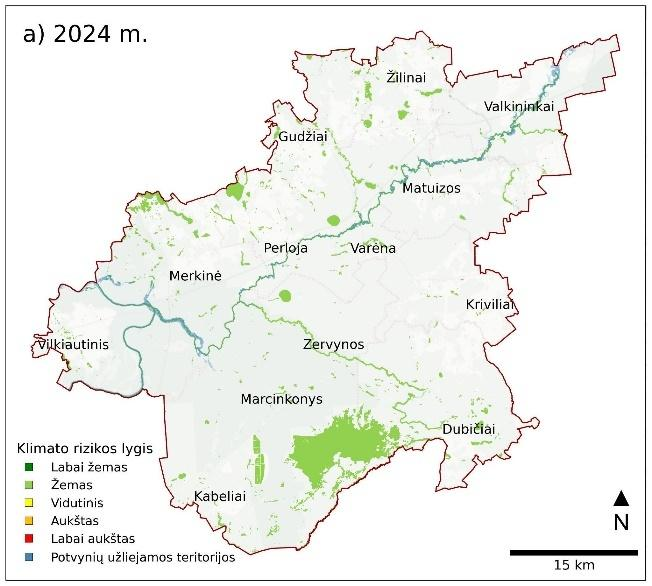 a) 2024 m.
Žilinai
Valkininkai
Gudžiai
Matuizos
Perloja
Varėna
Merkinė
Kriviliai
Vilkiautinis
Zervynos
Marcinkonys
Dubičiai
Kabeliai
Klimato rizikos lygis
Labai žemas
Žemas
Vidutinis
Aukštas
Labai aukštas
Potvynių užliejamos teritorijos
N
15 km